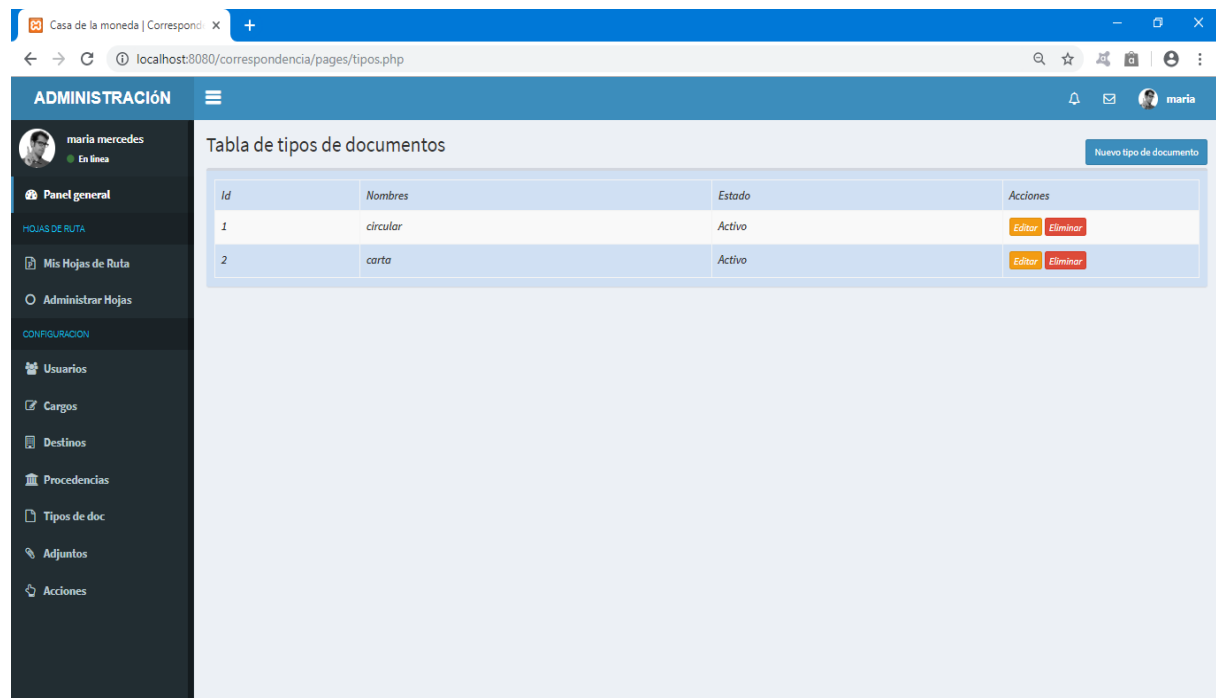 Casa de la moneda | Correspond
localhost:8080/correspondencia/pages/tipos.php
ADMINISTRACIóN
maria
maria mercedes
En línea
Panel general
HOJAS DE RUTA
Mis Hojas de Ruta
Administrar Hojas
CONFIGURACION
Usuarios
Cargos
Destinos
Procedencias
Tipos de doc
Adjuntos
Acciones
Tabla de tipos de documentos
Nuevo tipo de documento
Id Nombres Estado Acciones
1 circular Activo Editar Eliminar
2 carta Activo Editar Eliminar